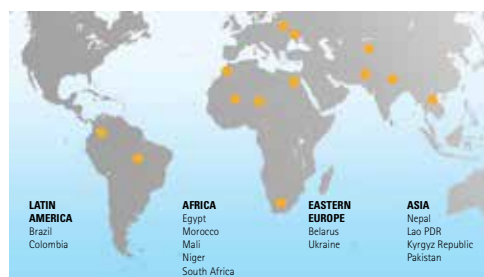 LATIN
AMERICA
Brazil
Colombia
AFRICA
Egypt
Morocco
Mali
Niger
South Africa
EASTERN
EUROPE
Belarus
Ukraine
ASIA
Nepal
Lao PDR
Kyrgyz Republic
Pakistan